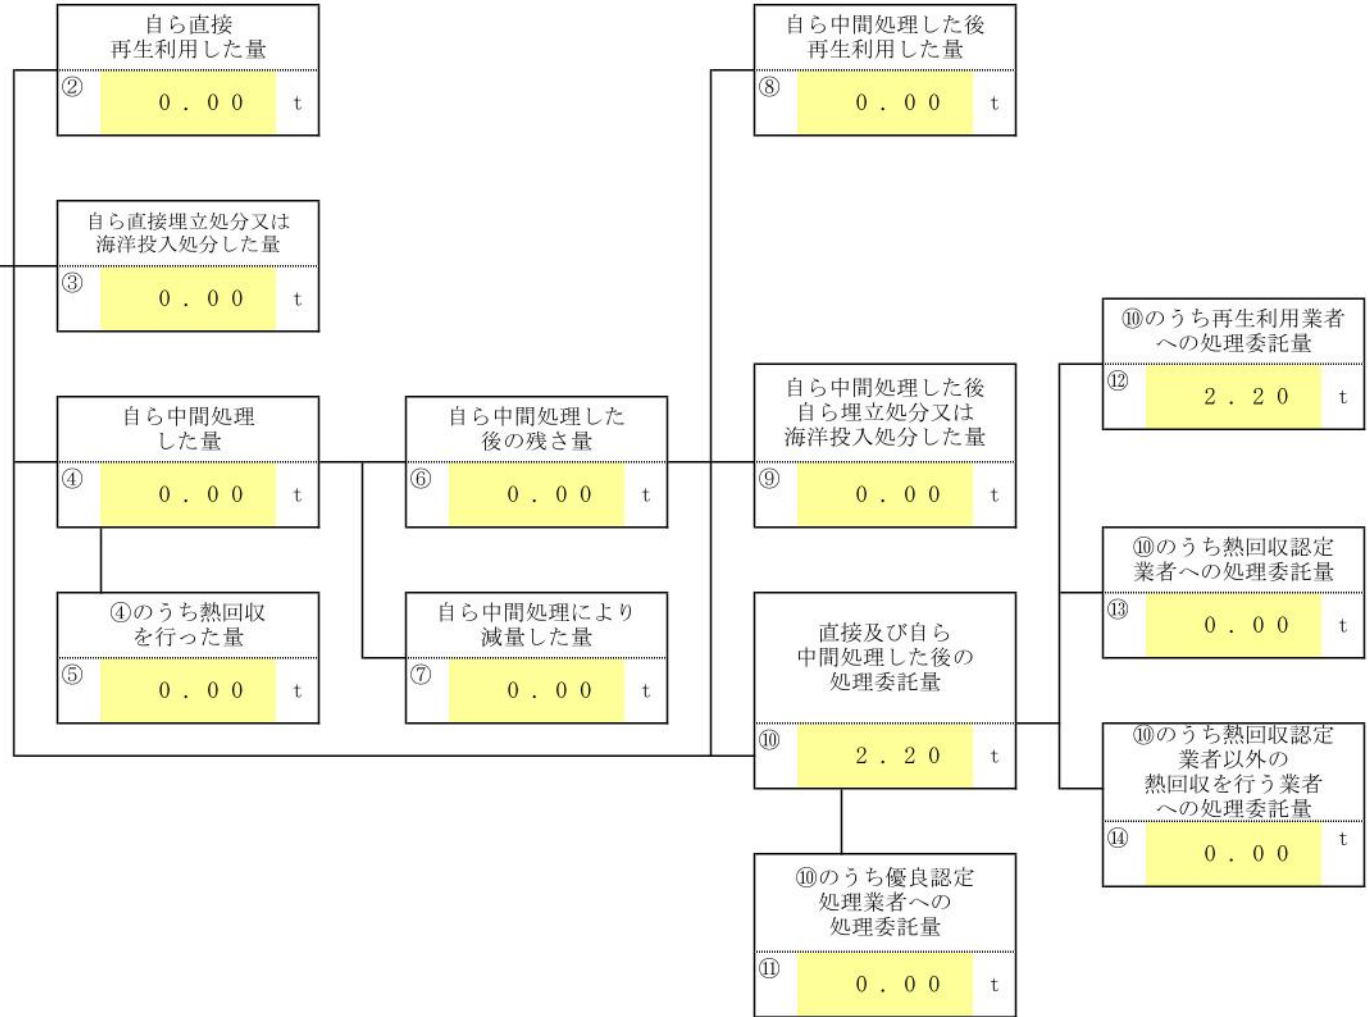 自ら直接
再生利用した量
② 0.00 t
自ら直接埋立処分又は
海洋投入処分した量
③ 0.00 t
自ら中間処理
した量
④ 0.00 t
④のうち熱回収
を行った量
⑤ 0.00 t
自ら中間処理した
後の残さ量
⑥ 0.00 t
自ら中間処理により
減量した量
⑦ 0.00 t
自ら中間処理した後
再生利用した量
⑧ 0.00 t
自ら中間処理した後
自ら埋立処分又は
海洋投入処分した量
⑨ 0.00 t
直接及び自ら
中間処理した後の
処理委託量
⑩ 2.20 t
⑩のうち優良認定
処理業者への
処理委託量
⑪ 0.00 t
⑩のうち再生利用業者
への処理委託量
⑫ 2.20 t
⑩のうち熱回収認定
業者への処理委託量
⑬ 0.00 t
⑩のうち熱回収認定
業者以外の
熱回収を行う業者
への処理委託量
⑭ 0.00 t